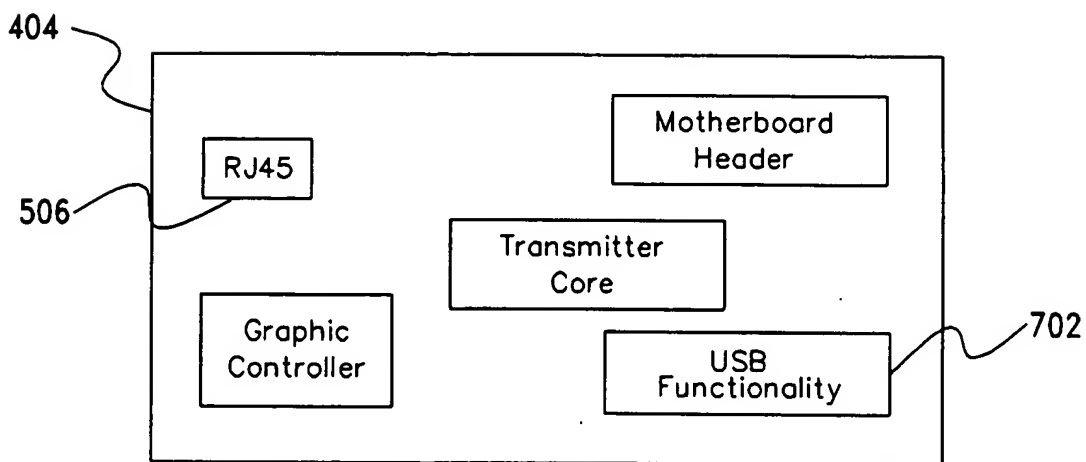 404
Motherboard
Header
RJ45
506
Transmitter
Core
Graphic
Controller
702
USB
Functionality